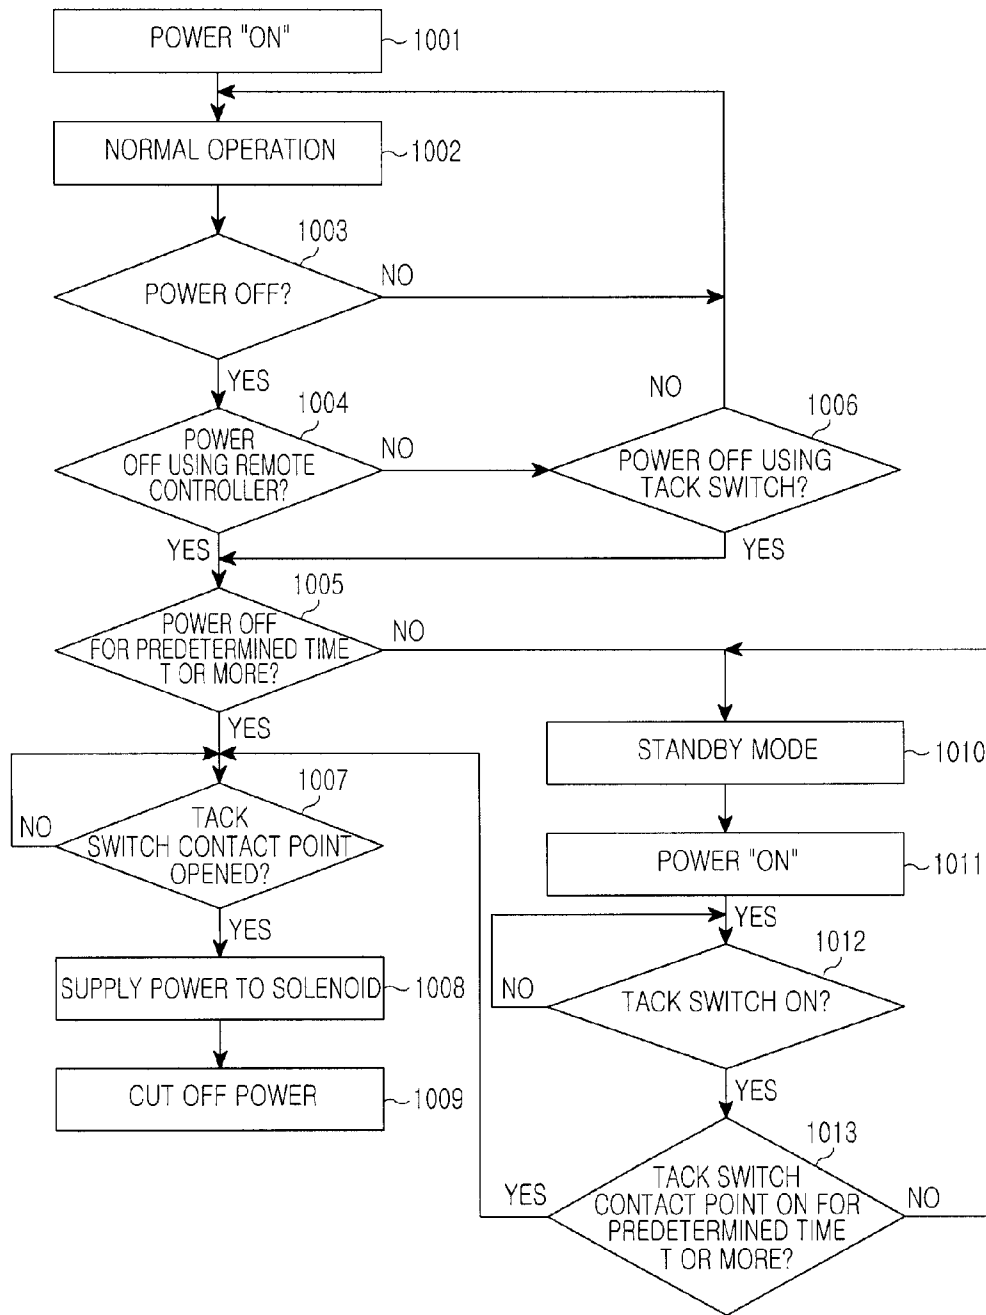 POWER "ON"
1001
NORMAL OPERATION
1002
1003
POWER OFF?
NO
YES
1004
POWER
OFF USING REMOTE
CONTROLLER?
NO
NO
1006
POWER OFF USING
TACK SWITCH?
YES
YES
1005
POWER OFF
FOR PREDETERMINED TIME
T OR MORE?
NO
YES
1007
TACK
SWITCH CONTACT POINT
OPENED?
NO
YES
SUPPLY POWER TO SOLENOID
1008
CUT OFF POWER
1009
STANDBY MODE
1010
POWER "ON"
1011
YES
1012
TACK SWITCH ON?
NO
YES
1013
TACK SWITCH
CONTACT POINT ON FOR
PREDETERMINED TIME
T OR MORE?
YES
NO